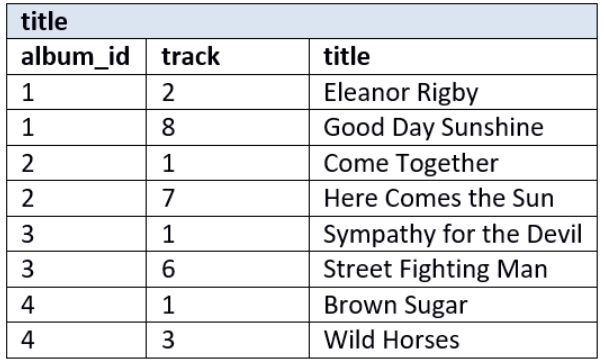 title
album_id track title
1 2 Eleanor Rigby
1 8 Good Day Sunshine
2 1 Come Together
2 7 Here Comes the Sun
3 1 Sympathy for the Devil
3 6 Street Fighting Man
4 1 Brown Sugar
4 3 Wild Horses